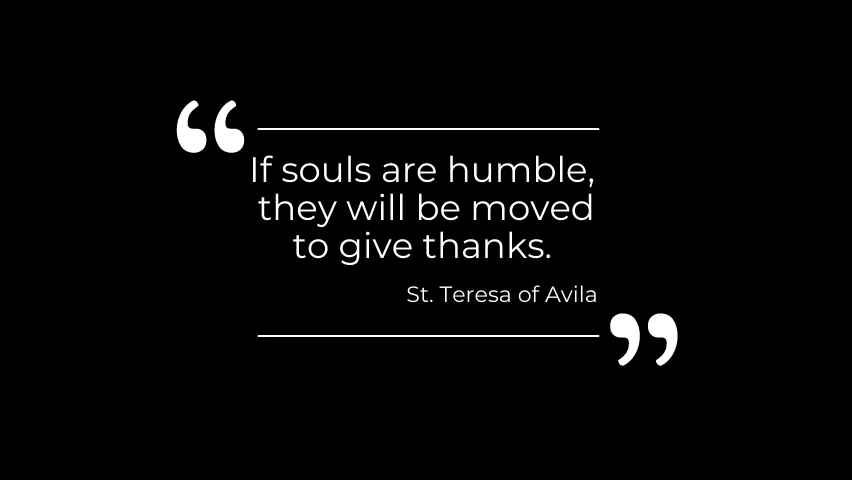 “
If souls are humble,
they will be moved
to give thanks.
St. Teresa of Avila
”